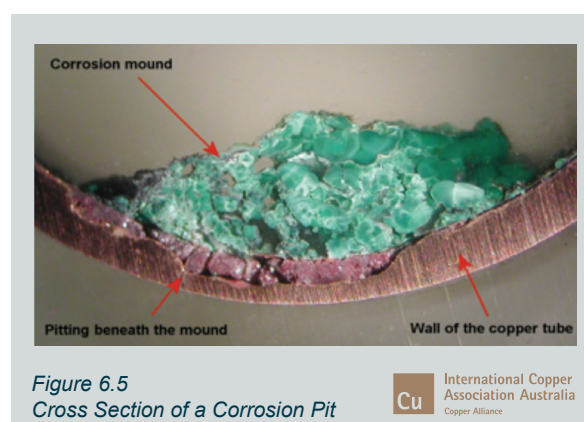 Corrosion mound
Pitting beneath the mound
Wall of the copper tube
Figure 6.5
Cross Section of a Corrosion Pit
Cu
International Copper
Association Australia
Copper Alliance